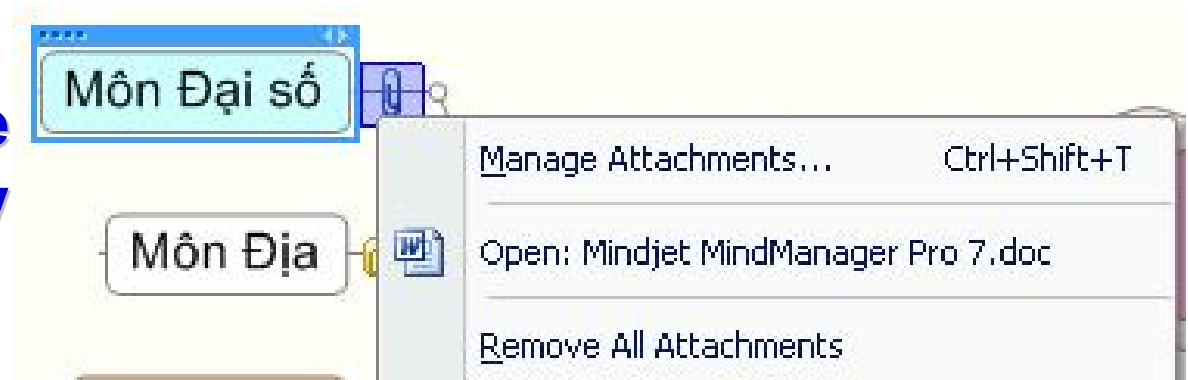 Môn Đại số
Manage Attachments... Ctrl+Shift+T
Môn Địa
Open: Mindjet MindManager Pro 7.doc
Remove All Attachments